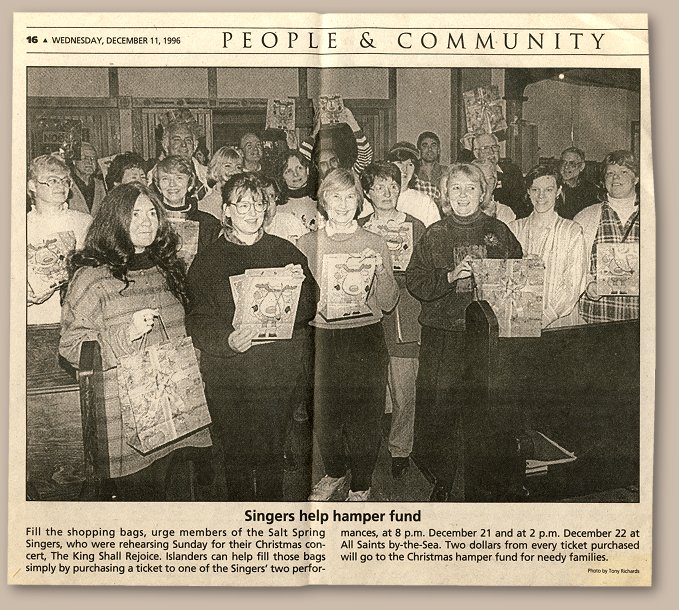 16 ▲ WEDNESDAY, DECEMBER 11, 1996 PEOPLE & COMMUNITY
Singers help hamper fund
Fill the shopping bags, urge members of the Salt Spring
Singers, who were rehearsing Sunday for their Christmas con-
cert, The King Shall Rejoice. Islanders can help fill those bags
simply by purchasing a ticket to one of the Singers' two perfor-
mances, at 8 p.m. December 21 and at 2 p.m. December 22 at
All Saints by-the-Sea. Two dollars from every ticket purchased
will go to the Christmas hamper fund for needy families.
Photo by Tony Richards